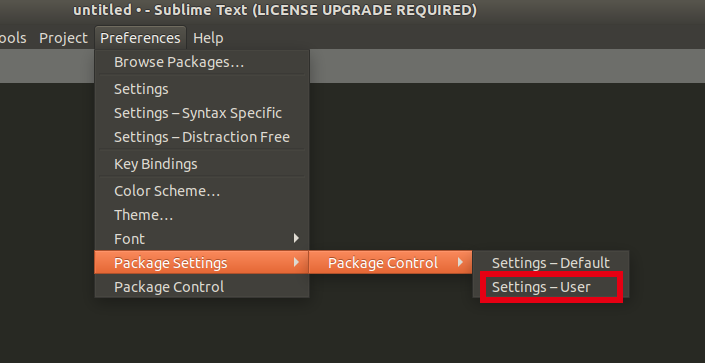 untitled • - Sublime Text (LICENSE UPGRADE REQUIRED)
ools Project Preferences Help
Browse Packages…
Settings
Settings – Syntax Specific
Settings – Distraction Free
Key Bindings
Color Scheme…
Theme…
Font
Package Settings Package Control Settings – Default
Package Control Settings – User